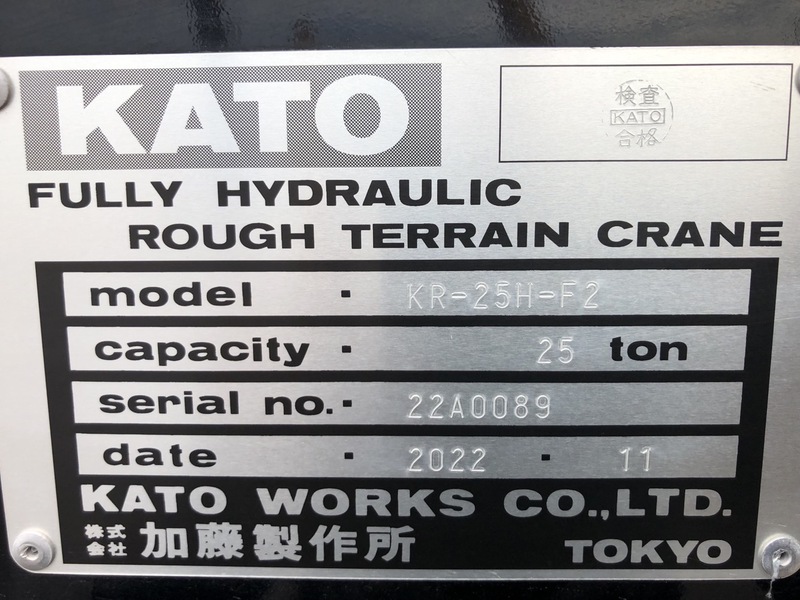 KATO
検査
KATO
合格
FULLY HYDRAULIC
ROUGH TERRAIN CRANE
model · KR-25H-F2
capacity · 25 ton
serial no. · 22A0089
date · 2022 · 11
KATO WORKS CO.,LTD.
株式会社 加藤製作所 TOKYO